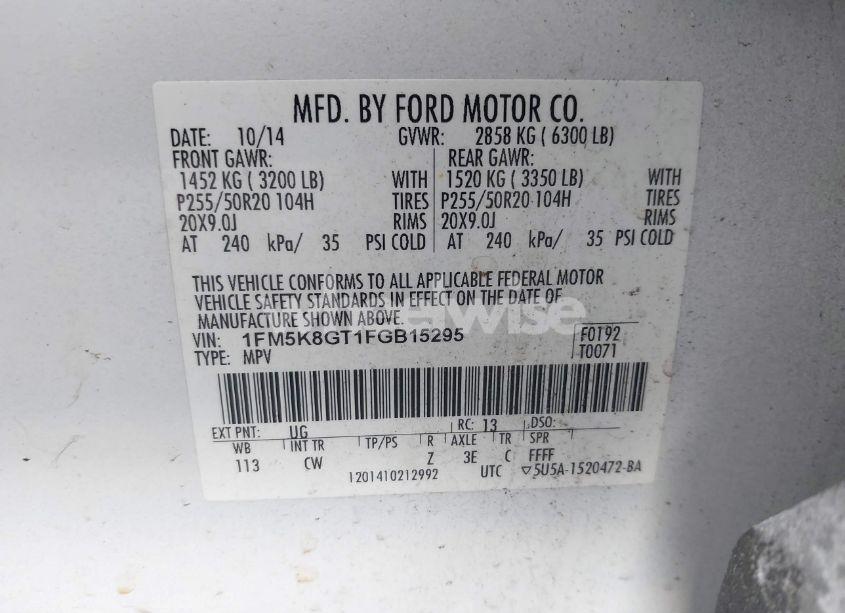 MFD. BY FORD MOTOR CO.
DATE: 10/14 GVWR: 2858 KG ( 6300 LB)
FRONT GAWR: REAR GAWR:
1452 KG ( 3200 LB) WITH 1520 KG ( 3350 LB) WITH
P255/50R20 104H TIRES P255/50R20 104H TIRES
20X9.0J RIMS 20X9.0J RIMS
AT 240 kPa/ 35 PSI COLD AT 240 kPa/ 35 PSI COLD
THIS VEHICLE CONFORMS TO ALL APPLICABLE FEDERAL MOTOR
VEHICLE SAFETY STANDARDS IN EFFECT ON THE DATE OF
MANUFACTURE SHOWN ABOVE.
VIN: 1FM5K8GT1FGB15295 F0192
TYPE: MPV T0071
EXT PNT: UG RC: 13 DSO:
WB INT TR TP/PS R AXLE TR SPR
113 CW Z 3E C FFFF
1201410212992 UTC ▽5U5A-1520472-BA